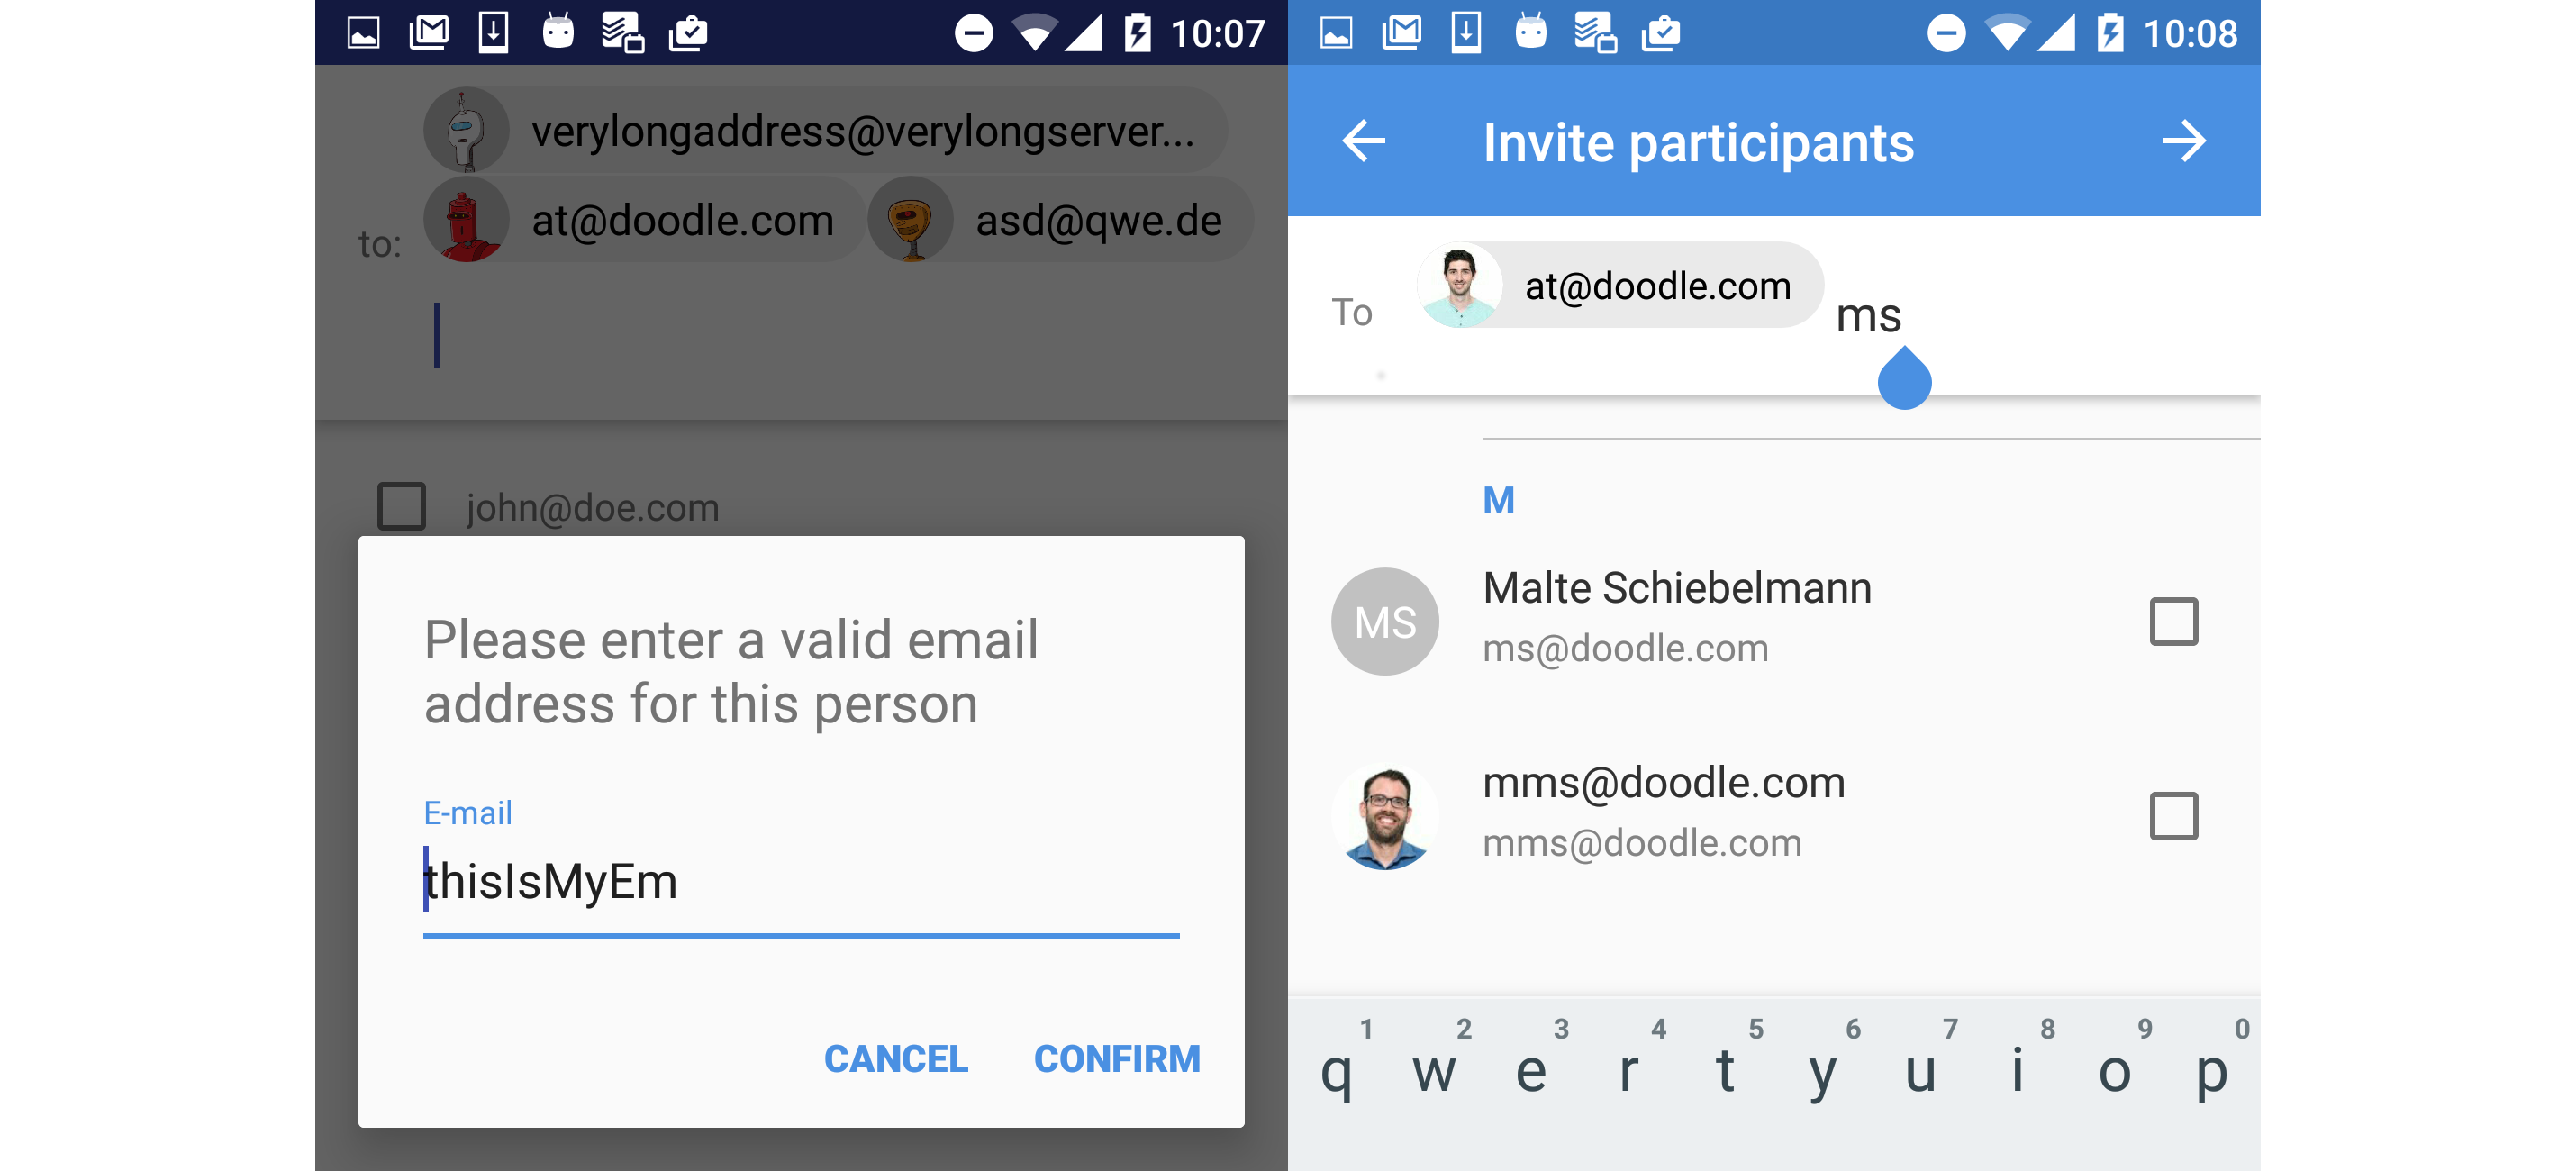 10:07
verylongaddress@verylongserver...
to:
at@doodle.com
asd@qwe.de
john@doe.com
Please enter a valid email
address for this person
E-mail
thisIsMyEm
CANCEL CONFIRM
10:08
Invite participants
To
at@doodle.com
ms
M
MS
Malte Schiebelmann
ms@doodle.com
mms@doodle.com
mms@doodle.com
1 2 3 4 5 6 7 8 9 0
q w e r t y u i o p